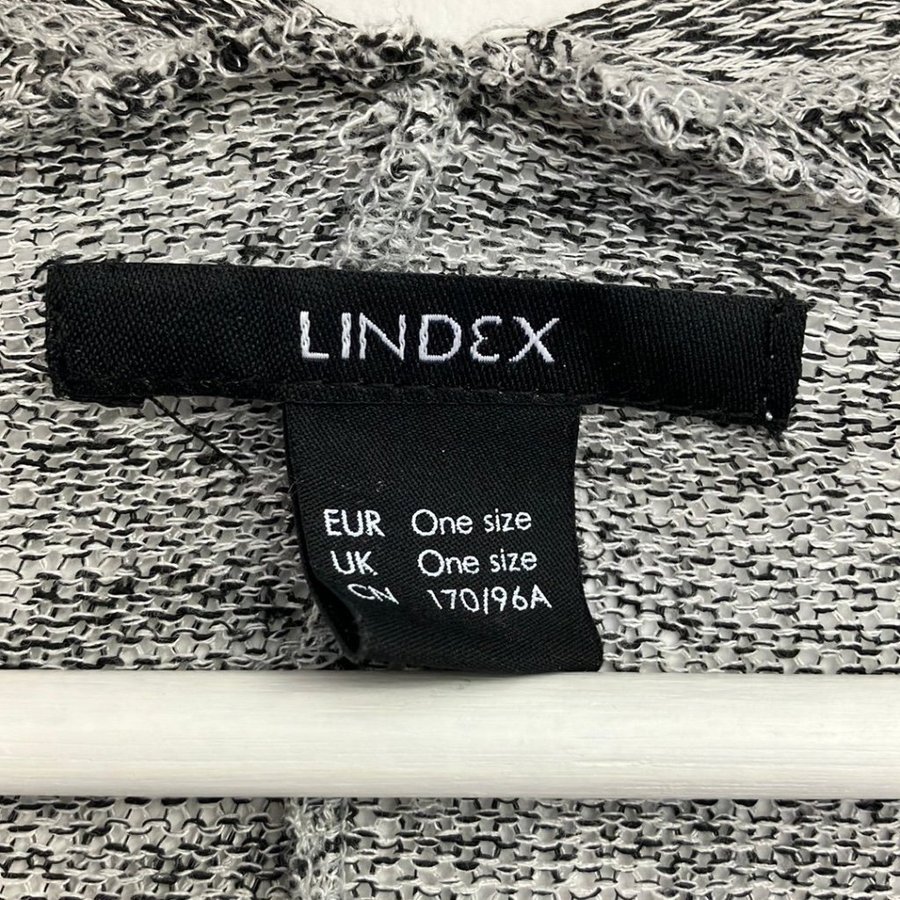 LINDEX
EUR One size
UK One size
CN 170/96A